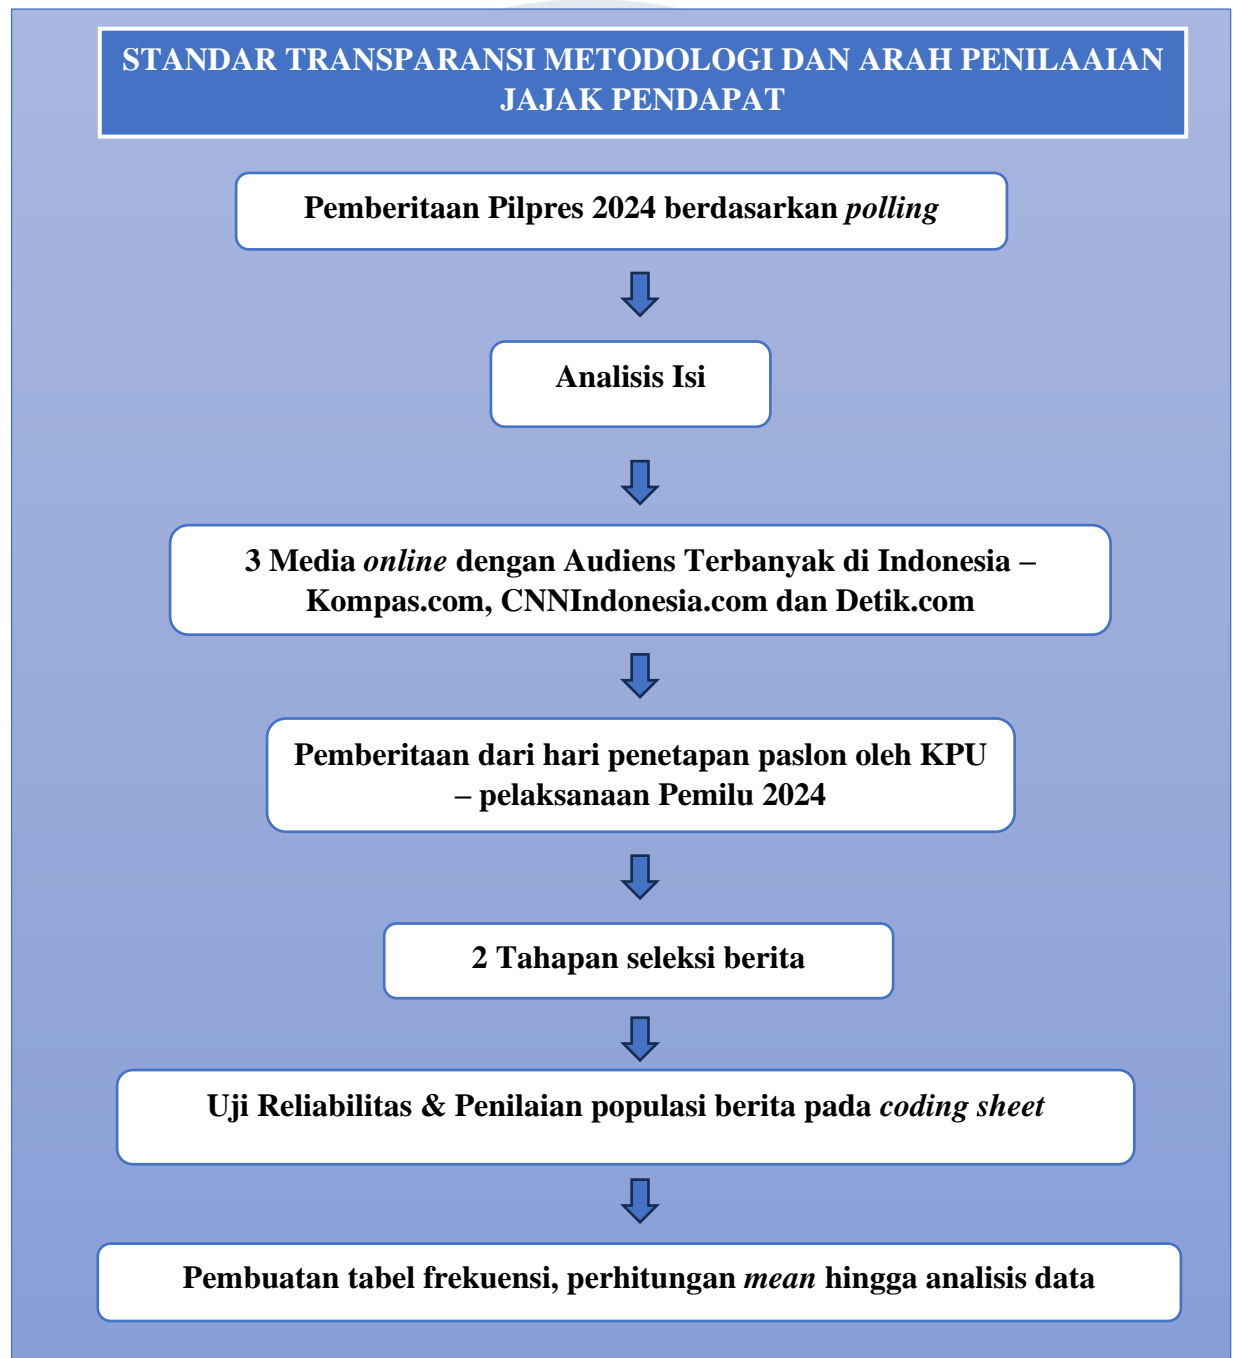 STANDAR TRANSPARANSI METODOLOGI DAN ARAH PENILAAIAN
JAJAK PENDAPAT
Pemberitaan Pilpres 2024 berdasarkan polling
Analisis Isi
3 Media online dengan Audiens Terbanyak di Indonesia –
Kompas.com, CNNIndonesia.com dan Detik.com
Pemberitaan dari hari penetapan paslon oleh KPU
– pelaksanaan Pemilu 2024
2 Tahapan seleksi berita
Uji Reliabilitas & Penilaian populasi berita pada coding sheet
Pembuatan tabel frekuensi, perhitungan mean hingga analisis data